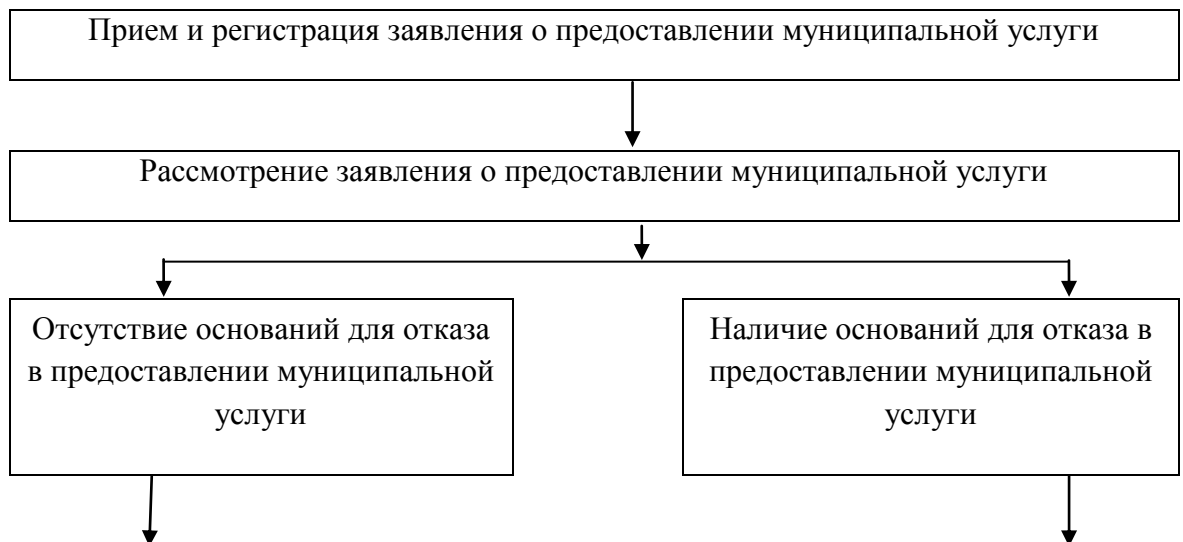 Прием и регистрация заявления о предоставлении муниципальной услуги
Рассмотрение заявления о предоставлении муниципальной услуги
Отсутствие оснований для отказа
в предоставлении муниципальной
услуги
Наличие оснований для отказа в
предоставлении муниципальной
услуги